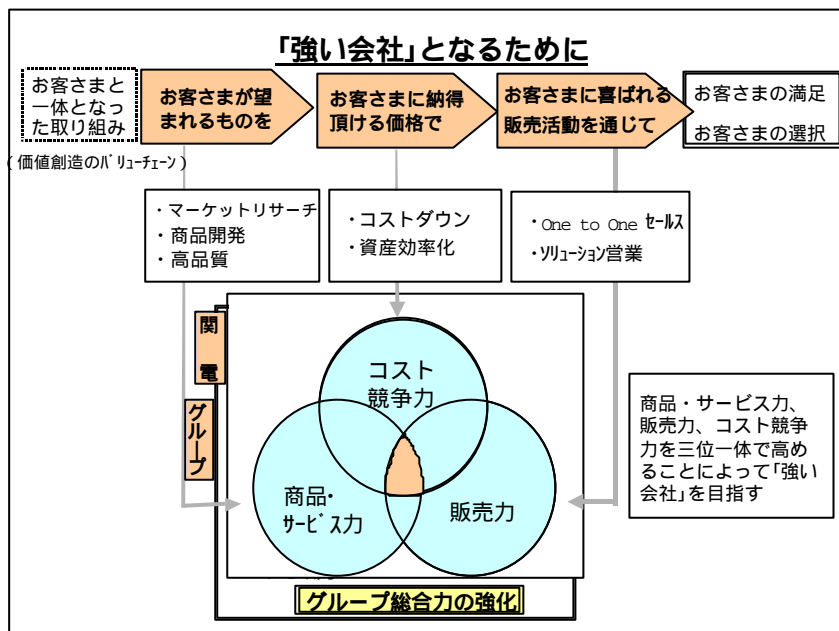 「強い会社」となるために
お客さまと
一体となっ
た取り組み
お客さまが望
まれるものを
お客さまに納得
頂ける価格で
お客さまに喜ばれる
販売活動を通じて
お客さまの満足
お客さまの選択
(価値創造のバリューチェーン)
・マーケットリサーチ
・商品開発
・高品質
・コストダウン
・資産効率化
・One to One セールス
・ソリューション営業
関電
グループ
コスト
競争力
商品・
サービス力
販売力
商品・サービス力、
販売力、コスト競争
力を三位一体で高め
ることによって「強い
会社」を目指す
グループ総合力の強化